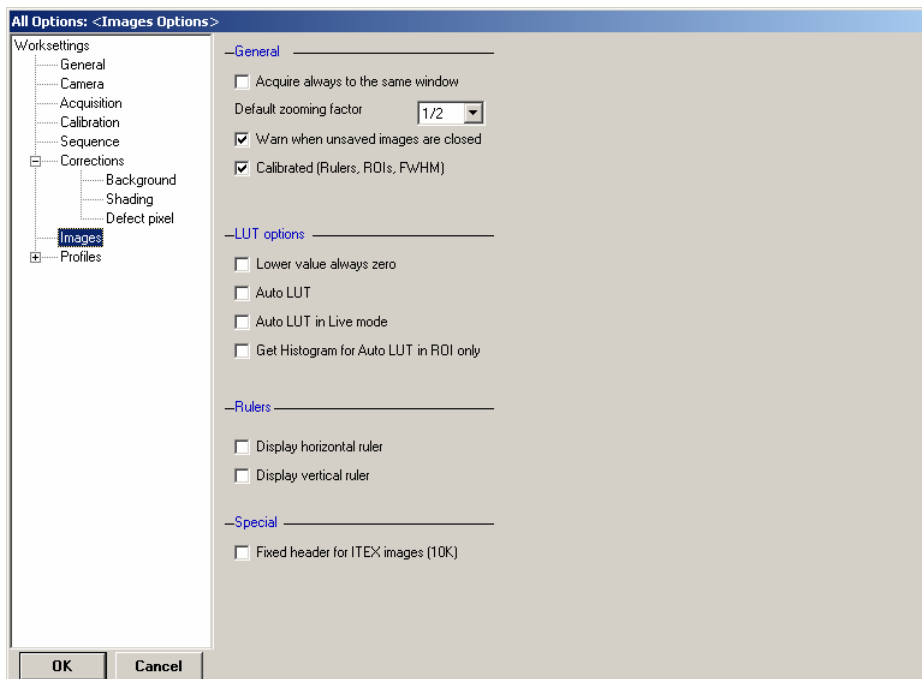 All Options: <Images Options>
Worksettings
General
Camera
Acquisition
Calibration
Sequence
Corrections
Background
Shading
Defect pixel
Images
Profiles
General
Acquire always to the same window
Default zooming factor 1/2
Warn when unsaved images are closed
Calibrated (Rulers, ROIs, FWHM)
LUT options
Lower value always zero
Auto LUT
Auto LUT in Live mode
Get Histogram for Auto LUT in ROI only
Rulers
Display horizontal ruler
Display vertical ruler
Special
Fixed header for ITEX images (10K)
OK Cancel